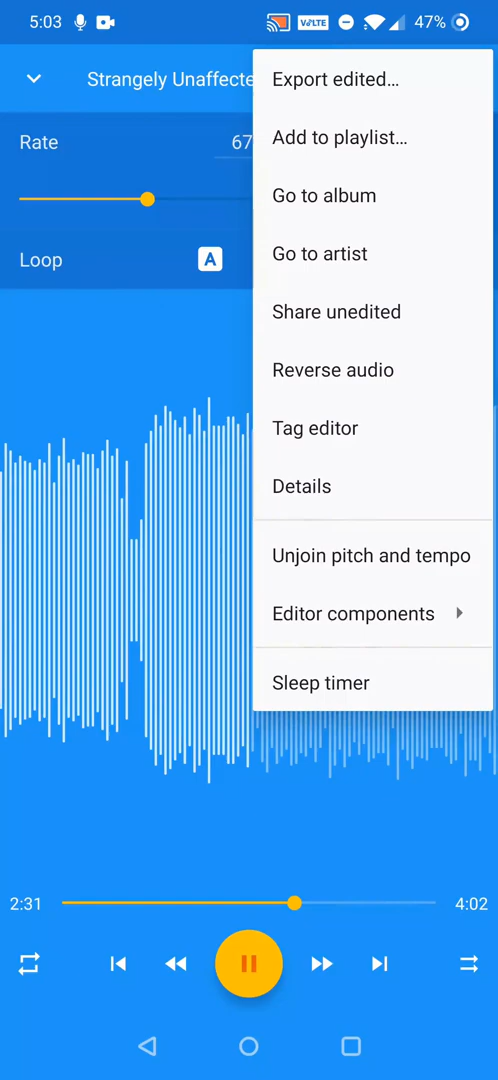 5:03 VoLTE 47%
Strangely Unaffecte
Export edited...
Rate 67
Add to playlist...
Go to album
Loop A
Go to artist
Share unedited
Reverse audio
Tag editor
Details
Unjoin pitch and tempo
Editor components
Sleep timer
2:31 4:02